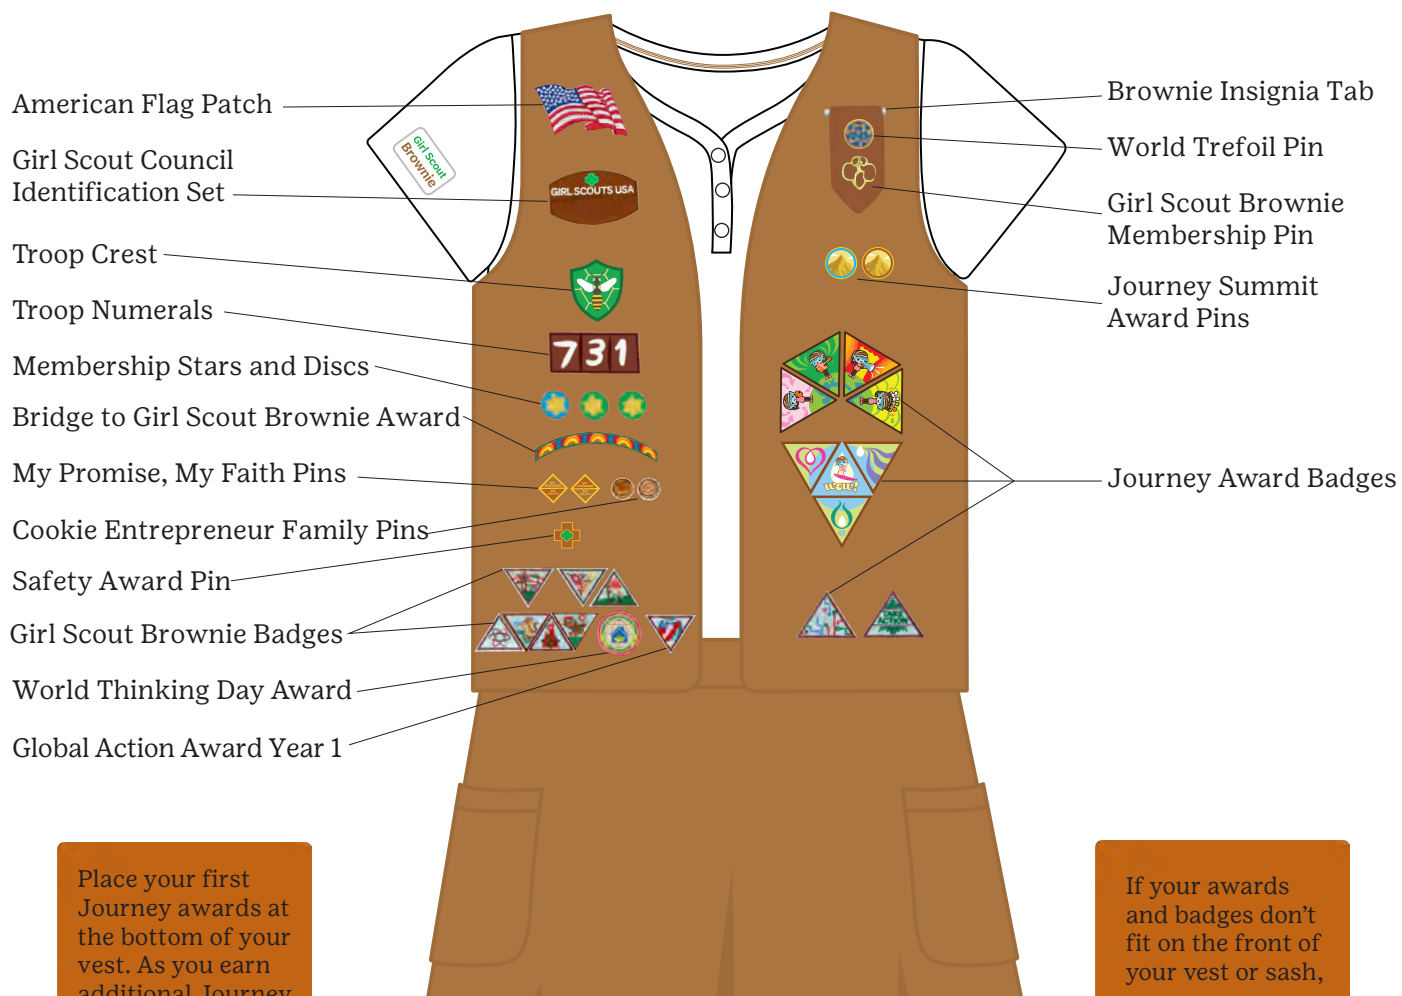 American Flag Patch
Girl Scout Council
Identification Set
Troop Crest
Troop Numerals
Membership Stars and Discs
Bridge to Girl Scout Brownie Award
My Promise, My Faith Pins
Cookie Entrepreneur Family Pins
Safety Award Pin
Girl Scout Brownie Badges
World Thinking Day Award
Global Action Award Year 1
Girl Scout
Brownie
GIRL SCOUTS USA
731
Brownie Insignia Tab
World Trefoil Pin
Girl Scout Brownie
Membership Pin
Journey Summit
Award Pins
Journey Award Badges
TAKE
ACTION
Place your first
Journey awards at
the bottom of your
vest. As you earn
additional Journey
If your awards
and badges don’t
fit on the front of
your vest or sash,